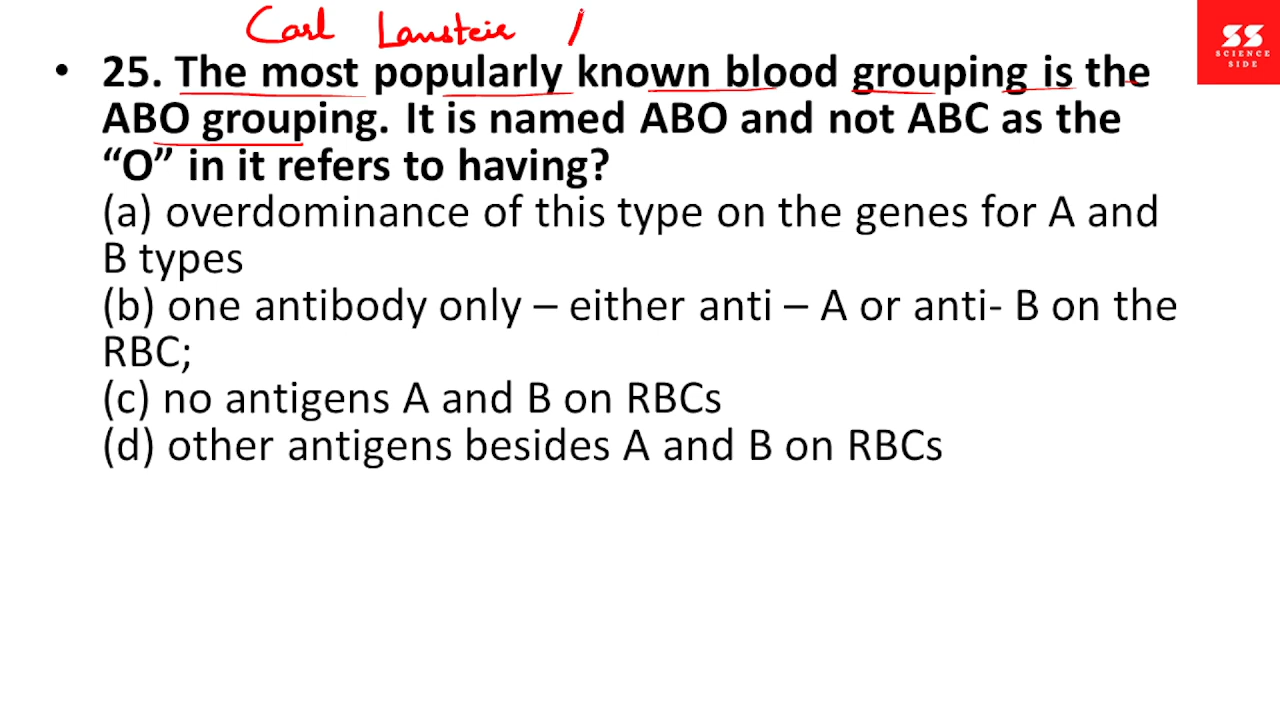 Carl Lansteir /
SS
SCIENCE
SIDE
• 25. The most popularly known blood grouping is the
ABO grouping. It is named ABO and not ABC as the
“O” in it refers to having?
(a) overdominance of this type on the genes for A and
B types
(b) one antibody only – either anti – A or anti- B on the
RBC;
(c) no antigens A and B on RBCs
(d) other antigens besides A and B on RBCs